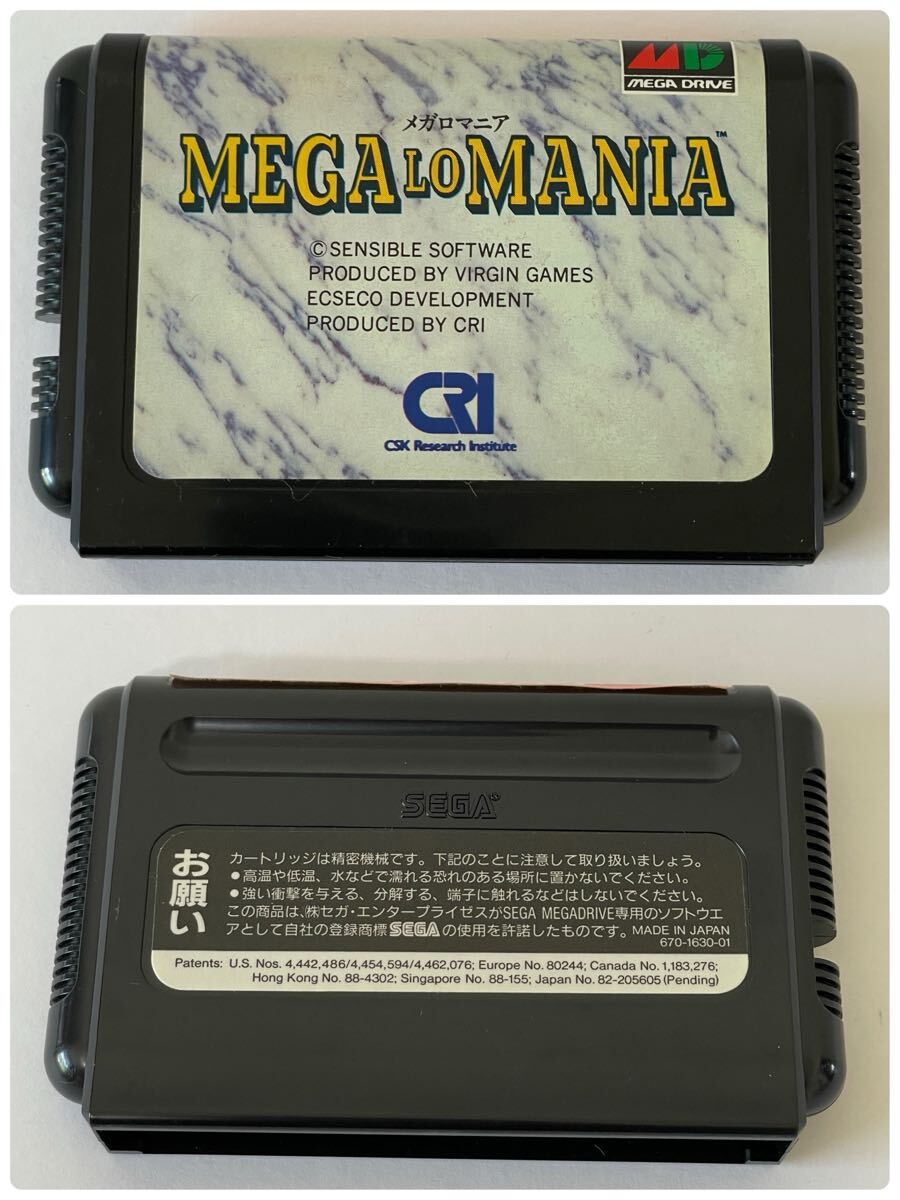 MD
MEGA DRIVE
メガロマニア
MEGALOMANIA™
© SENSIBLE SOFTWARE
PRODUCED BY VIRGIN GAMES
ECSECO DEVELOPMENT
PRODUCED BY CRI
CRI
CSK Research Institute
SEGA®
お願い
カートリッジは精密機械です。下記のことに注意して取り扱いましょう。
●高温や低温、水などで濡れる恐れのある場所に置かないでください。
●強い衝撃を与える、分解する、端子に触れるなどはしないでください。
この商品は、㈱セガ・エンタープライゼスがSEGA MEGADRIVE専用のソフトウエ
アとして自社の登録商標SEGAの使用を許諾したものです。 MADE IN JAPAN
670-1630-01
Patents: U.S. Nos. 4,442,486/4,454,594/4,462,076; Europe No. 80244; Canada No. 1,183,276;
Hong Kong No. 88-4302; Singapore No. 88-155; Japan No. 82-205605 (Pending)